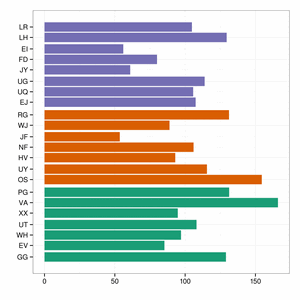 LR
LH
EI
FD
JY
UG
UQ
EJ
RG
WJ
JF
NF
HV
UY
OS
PG
VA
XX
UT
WH
EV
GG
0 50 100 150